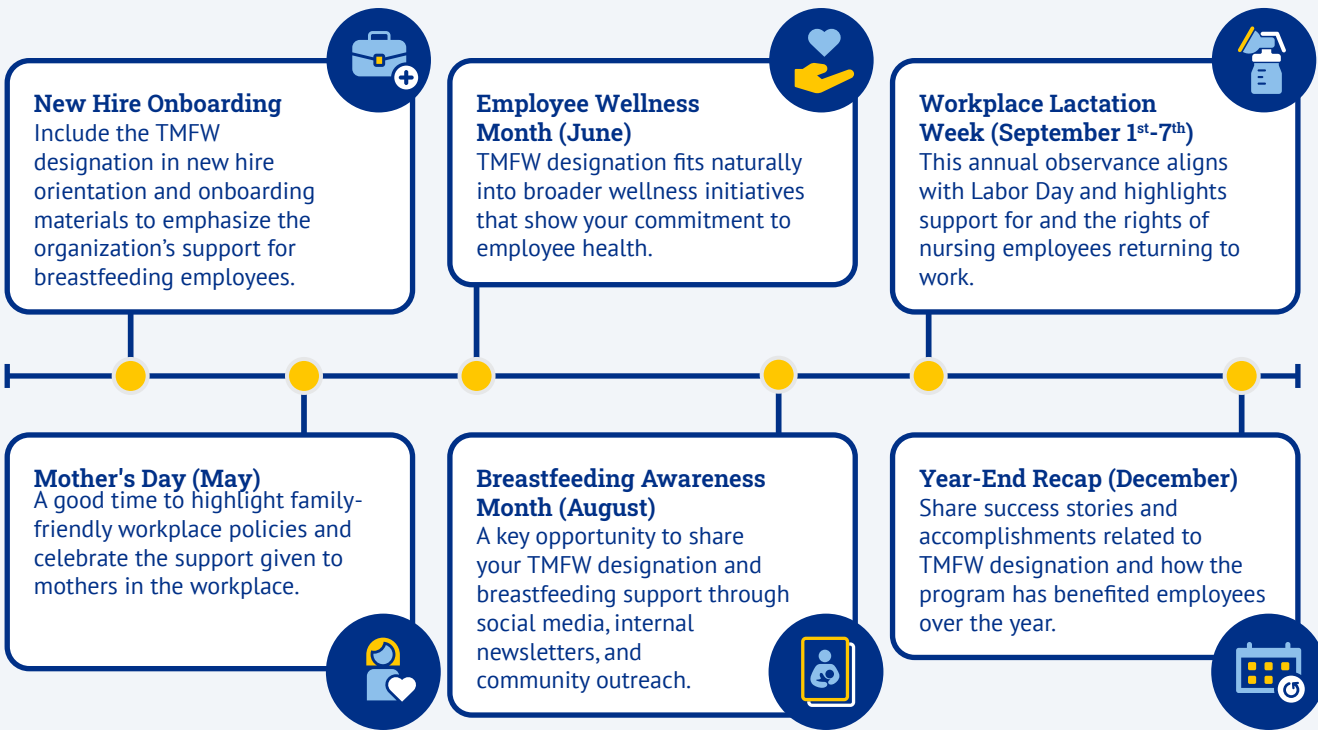 New Hire Onboarding
Include the TMFW
designation in new hire
orientation and onboarding
materials to emphasize the
organization's support for
breastfeeding employees.
Employee Wellness
Month (June)
TMFW designation fits naturally
into broader wellness initiatives
that show your commitment to
employee health.
Workplace Lactation
Week (September 1st-7th)
This annual observance aligns
with Labor Day and highlights
support for and the rights of
nursing employees returning to
work.
Mother's Day (May)
A good time to highlight family-
friendly workplace policies and
celebrate the support given to
mothers in the workplace.
Breastfeeding Awareness
Month (August)
A key opportunity to share
your TMFW designation and
breastfeeding support through
social media, internal
newsletters, and
community outreach.
Year-End Recap (December)
Share success stories and
accomplishments related to
TMFW designation and how the
program has benefited employees
over the year.